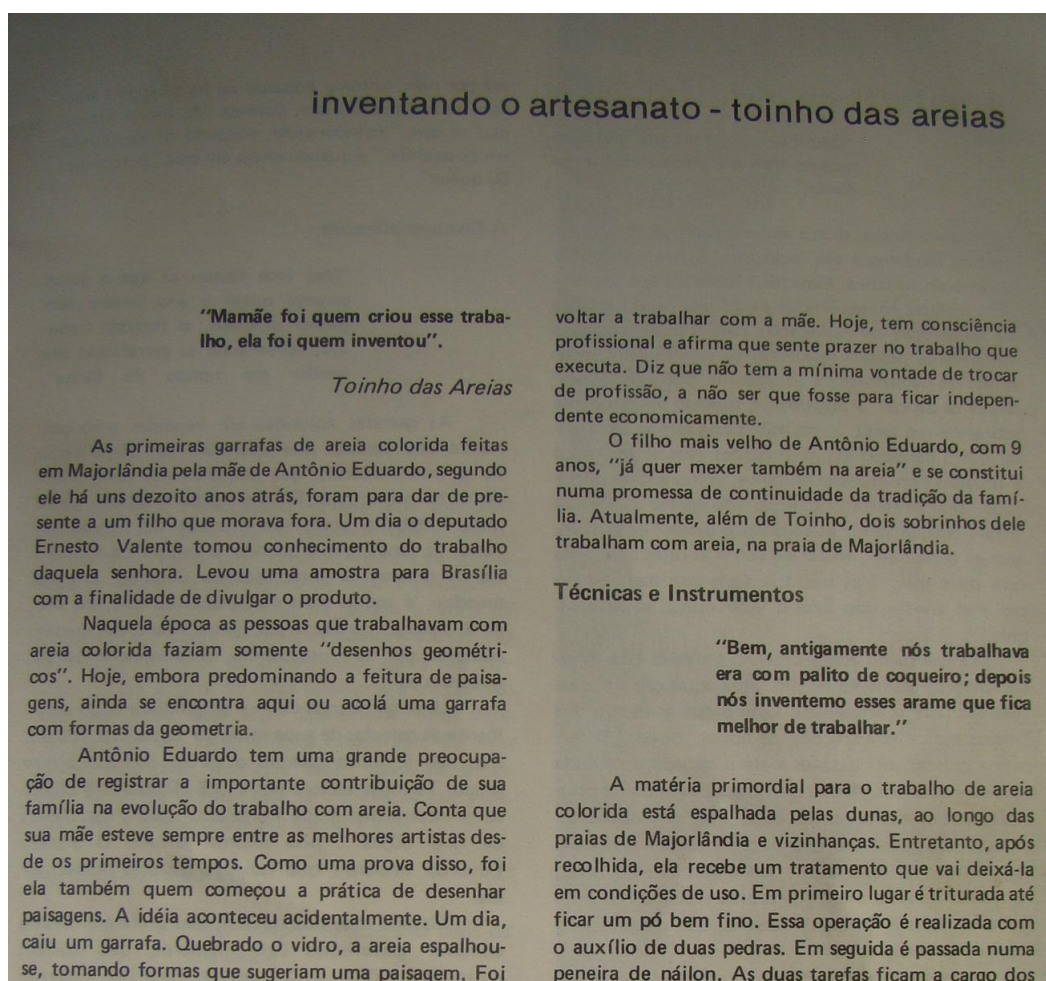 inventando o artesanato - toinho das areias
"Mamãe foi quem criou esse traba-
lho, ela foi quem inventou".
Toinho das Areias
As primeiras garrafas de areia colorida feitas
em Majorlândia pela mãe de Antônio Eduardo, segundo
ele há uns dezoito anos atrás, foram para dar de pre-
sente a um filho que morava fora. Um dia o deputado
Ernesto Valente tomou conhecimento do trabalho
daquela senhora. Levou uma amostra para Brasília
com a finalidade de divulgar o produto.
Naquela época as pessoas que trabalhavam com
areia colorida faziam somente "desenhos geométri-
cos". Hoje, embora predominando a feitura de paisa-
gens, ainda se encontra aqui ou acolá uma garrafa
com formas da geometria.
Antônio Eduardo tem uma grande preocupa-
ção de registrar a importante contribuição de sua
família na evolução do trabalho com areia. Conta que
sua mãe esteve sempre entre as melhores artistas des-
de os primeiros tempos. Como uma prova disso, foi
ela também quem começou a prática de desenhar
paisagens. A idéia aconteceu acidentalmente. Um dia,
caiu um garrafa. Quebrado o vidro, a areia espalhou-
se, tomando formas que sugeriam uma paisagem. Foi
voltar a trabalhar com a mãe. Hoje, tem consciência
profissional e afirma que sente prazer no trabalho que
executa. Diz que não tem a mínima vontade de trocar
de profissão, a não ser que fosse para ficar indepen-
dente economicamente.
O filho mais velho de Antônio Eduardo, com 9
anos, "já quer mexer também na areia" e se constitui
numa promessa de continuidade da tradição da famí-
lia. Atualmente, além de Toinho, dois sobrinhos dele
trabalham com areia, na praia de Majorlândia.
Técnicas e Instrumentos
"Bem, antigamente nós trabalhava
era com palito de coqueiro; depois
nós inventemo esses arame que fica
melhor de trabalhar."
A matéria primordial para o trabalho de areia
colorida está espalhada pelas dunas, ao longo das
praias de Majorlândia e vizinhanças. Entretanto, após
recolhida, ela recebe um tratamento que vai deixá-la
em condições de uso. Em primeiro lugar é triturada até
ficar um pó bem fino. Essa operação é realizada com
o auxílio de duas pedras. Em seguida é passada numa
peneira de náilon. As duas tarefas ficam a cargo dos